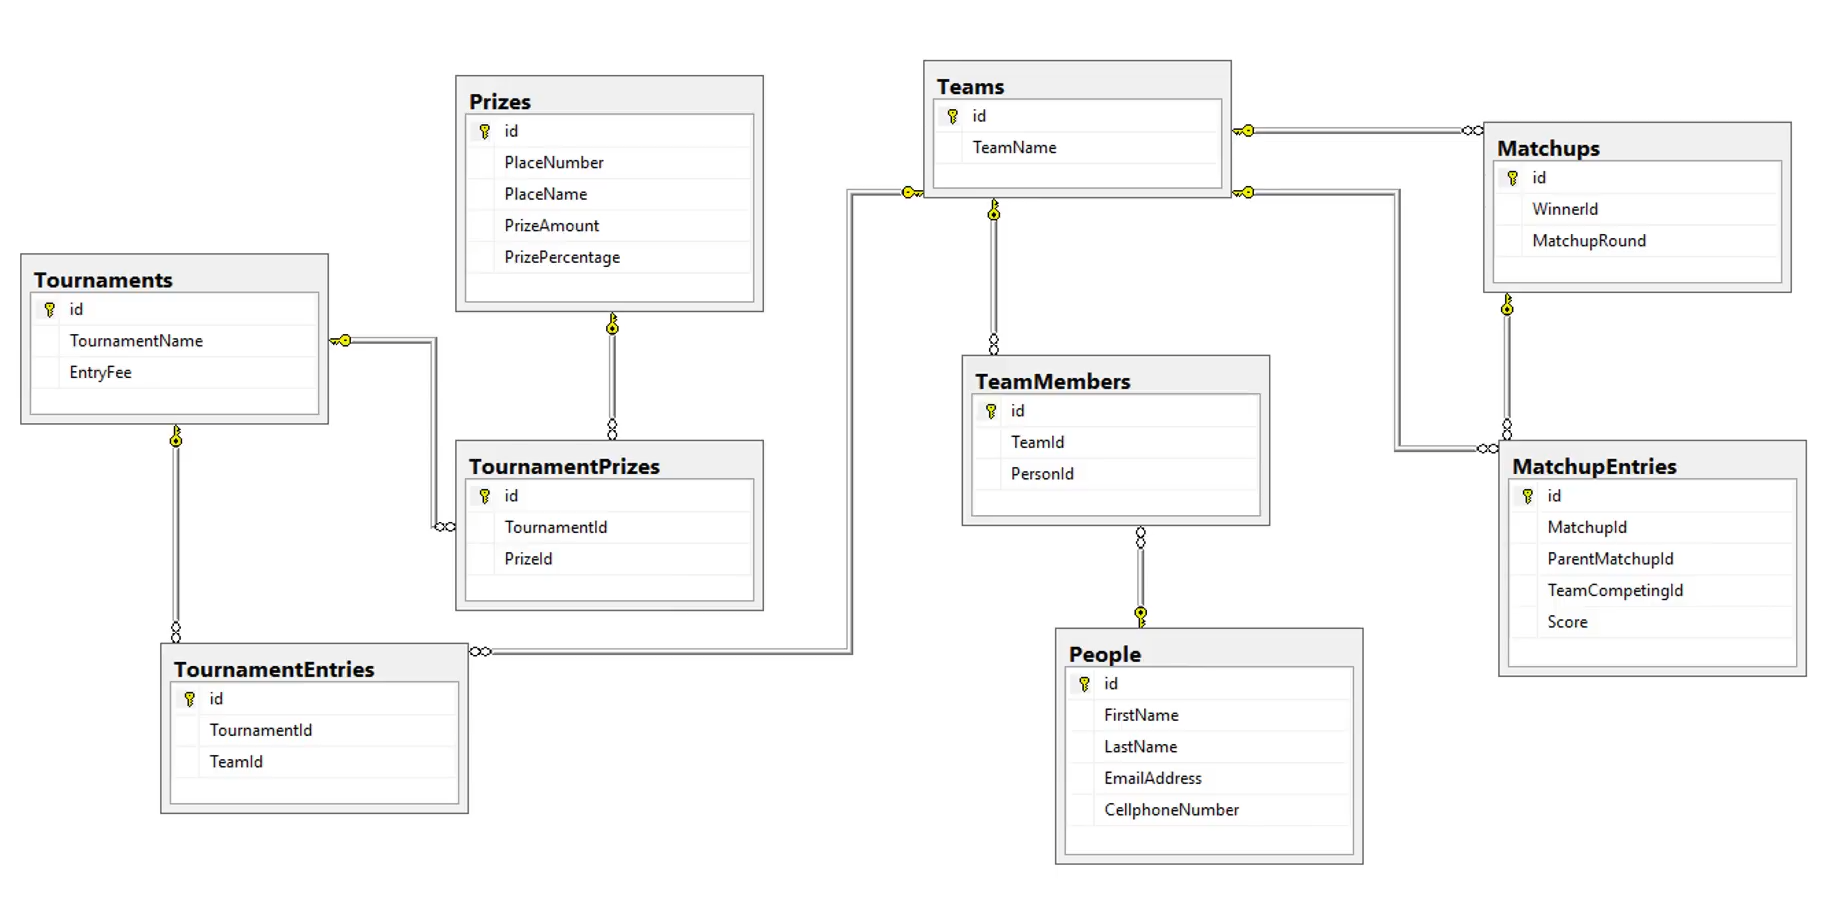 Prizes
id
PlaceNumber
PlaceName
PrizeAmount
PrizePercentage
Teams
id
TeamName
Matchups
id
WinnerId
MatchupRound
Tournaments
id
TournamentName
EntryFee
TeamMembers
id
TeamId
PersonId
TournamentPrizes
id
TournamentId
PrizeId
MatchupEntries
id
MatchupId
ParentMatchupId
TeamCompetingId
Score
TournamentEntries
id
TournamentId
TeamId
People
id
FirstName
LastName
EmailAddress
CellphoneNumber